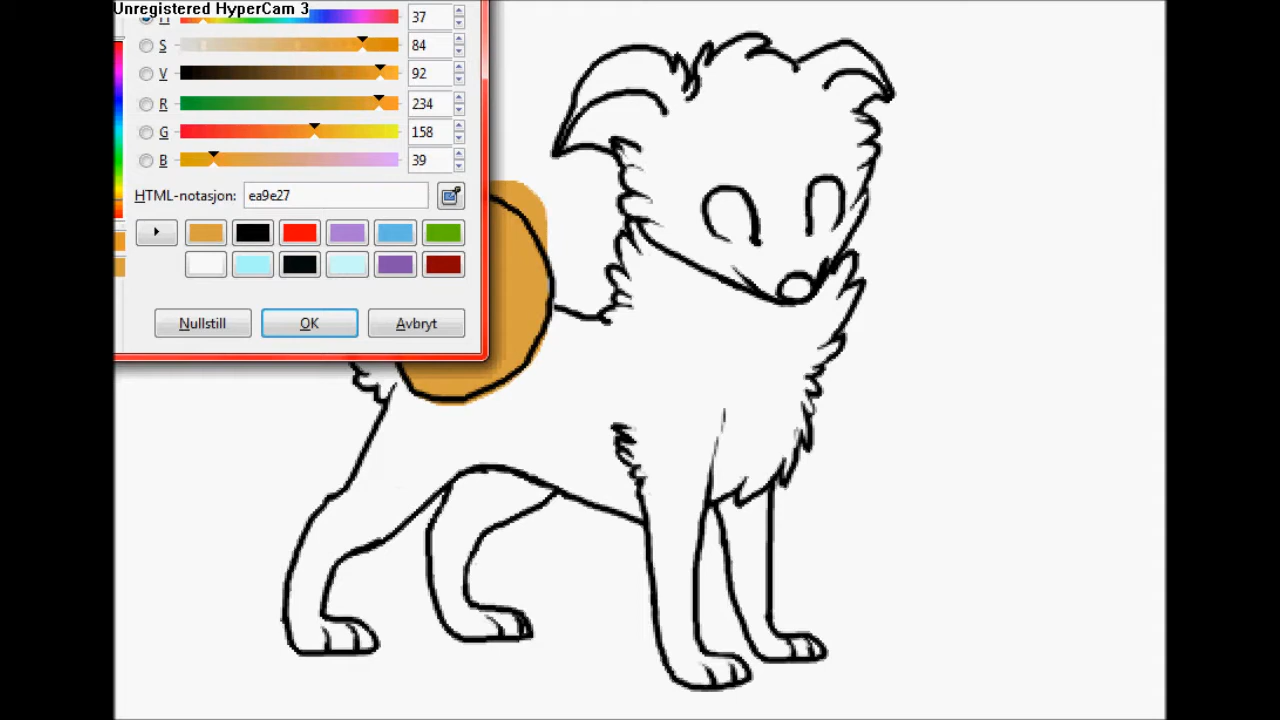 Unregistered HyperCam 3
H 37
S 84
V 92
R 234
G 158
B 39
HTML-notasjon: ea9e27
Nullstill OK Avbryt